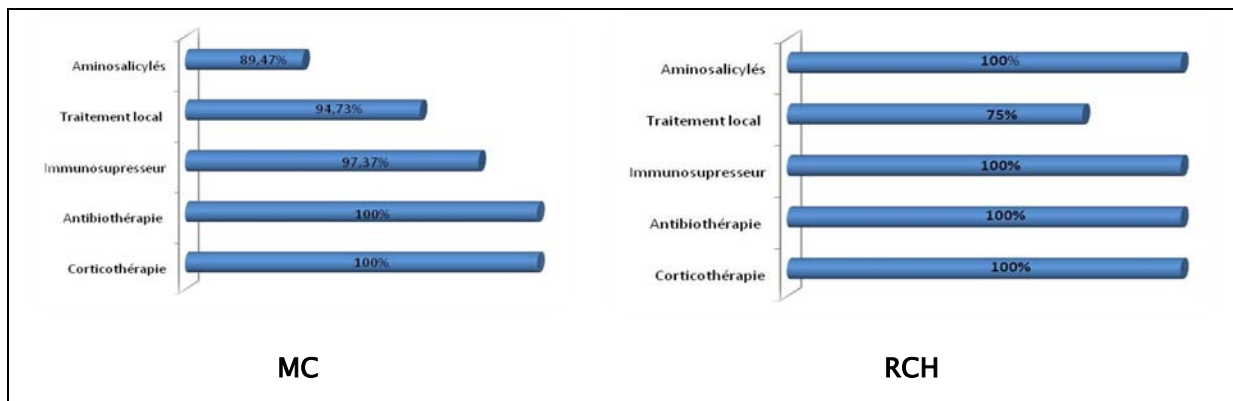 Aminosalicylés
89,47%
Traitement local
94,73%
Immunosupresseur
97,37%
Antibiothérapie
100%
Corticothérapie
100%
MC
Aminosalicylés
100%
Traitement local
75%
Immunosupresseur
100%
Antibiothérapie
100%
Corticothérapie
100%
RCH